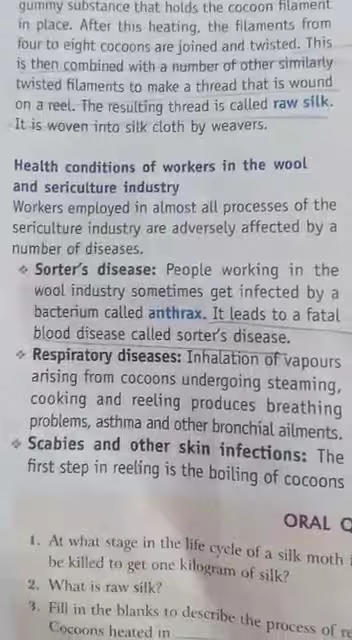 gummy substance that holds the cocoon filament
in place. After this heating, the filaments from
four to eight cocoons are joined and twisted. This
is then combined with a number of other similarly
twisted filaments to make a thread that is wound
on a reel. The resulting thread is called raw silk.
It is woven into silk cloth by weavers.
Health conditions of workers in the wool
and sericulture industry
Workers employed in almost all processes of the
sericulture industry are adversely affected by a
number of diseases.
❖ Sorter's disease: People working in the
wool industry sometimes get infected by a
bacterium called anthrax. It leads to a fatal
blood disease called sorter's disease.
❖ Respiratory diseases: Inhalation of vapours
arising from cocoons undergoing steaming,
cooking and reeling produces breathing
problems, asthma and other bronchial ailments.
❖ Scabies and other skin infections: The
first step in reeling is the boiling of cocoons
ORAL
1. At what stage in the life cycle of a silk moth
be killed to get one kilogram of silk?
2. What is raw silk?
3. Fill in the blanks to describe the process of
Cocoons heated in